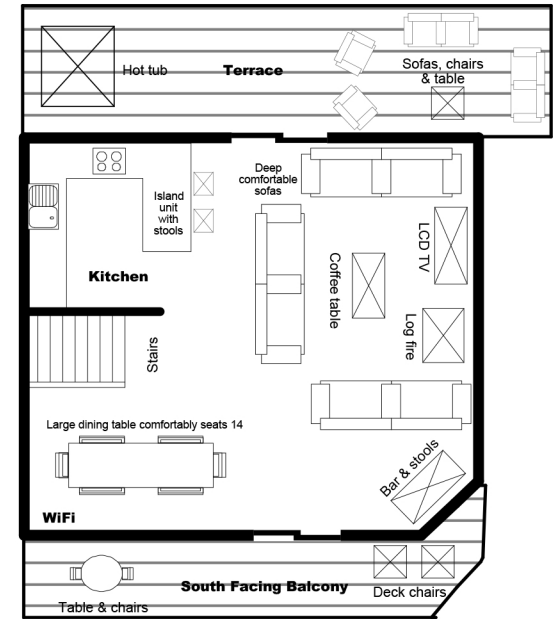 Hot tub
Terrace
Sofas, chairs
& table
Deep
comfortable
sofas
Island
unit
with
stools
Kitchen
LCD TV
Coffee table
Log fire
Stairs
Large dining table comfortably seats 14
Bar & stools
WiFi
South Facing Balcony
Deck chairs
Table & chairs